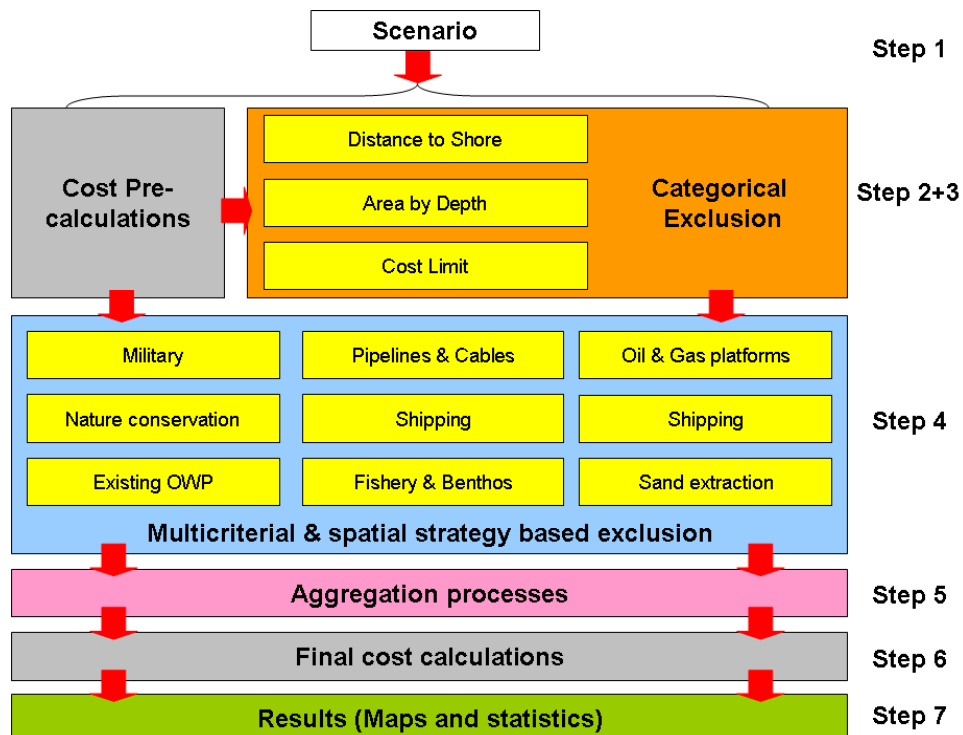 Scenario
Step 1
Cost Pre-
calculations
Distance to Shore
Area by Depth
Cost Limit
Categorical
Exclusion
Step 2+3
Military
Pipelines & Cables
Oil & Gas platforms
Nature conservation
Shipping
Shipping
Existing OWP
Fishery & Benthos
Sand extraction
Multicriterial & spatial strategy based exclusion
Step 4
Aggregation processes
Step 5
Final cost calculations
Step 6
Results (Maps and statistics)
Step 7